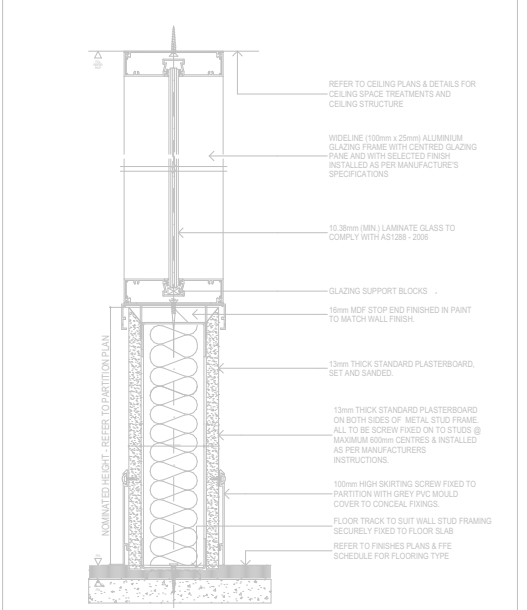 REFER TO CEILING PLANS & DETAILS FOR
CEILING SPACE TREATMENTS AND
CEILING STRUCTURE
WIDELINE (100mm x 25mm) ALUMINIUM
GLAZING FRAME WITH CENTRED GLAZING
PANE AND WITH SELECTED FINISH
INSTALLED AS PER MANUFACTURE'S
SPECIFICATIONS
10.38mm (MIN.) LAMINATE GLASS TO
COMPLY WITH AS1288 - 2006
GLAZING SUPPORT BLOCKS .
16mm MDF STOP END FINISHED IN PAINT
TO MATCH WALL FINISH.
13mm THICK STANDARD PLASTERBOARD,
SET AND SANDED.
NOMINATED HEIGHT - REFER TO PARTITION PLAN
13mm THICK STANDARD PLASTERBOARD
ON BOTH SIDES OF METAL STUD FRAME.
ALL TO BE SCREW FIXED ON TO STUDS @
MAXIMUM 600mm CENTRES & INSTALLED
AS PER MANUFACTURERS
INSTRUCTIONS.
100mm HIGH SKIRTING SCREW FIXED TO
PARTITION WITH GREY PVC MOULD
COVER TO CONCEAL FIXINGS.
FLOOR TRACK TO SUIT WALL STUD FRAMING
SECURELY FIXED TO FLOOR SLAB
REFER TO FINISHES PLANS & FFE
SCHEDULE FOR FLOORING TYPE